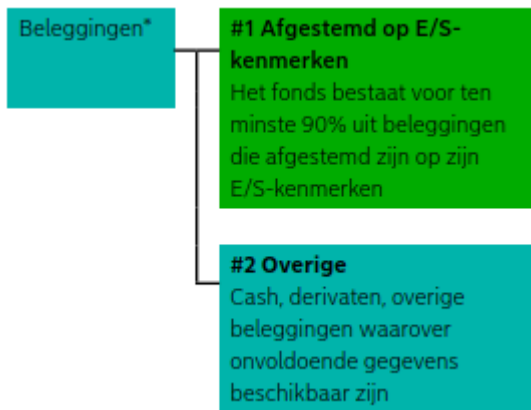 Beleggingen*
#1 Afgestemd op E/S-
kenmerken
Het fonds bestaat voor ten
minste 90% uit beleggingen
die afgestemd zijn op zijn
E/S-kenmerken
#2 Overige
Cash, derivaten, overige
beleggingen waarover
onvoldoende gegevens
beschikbaar zijn